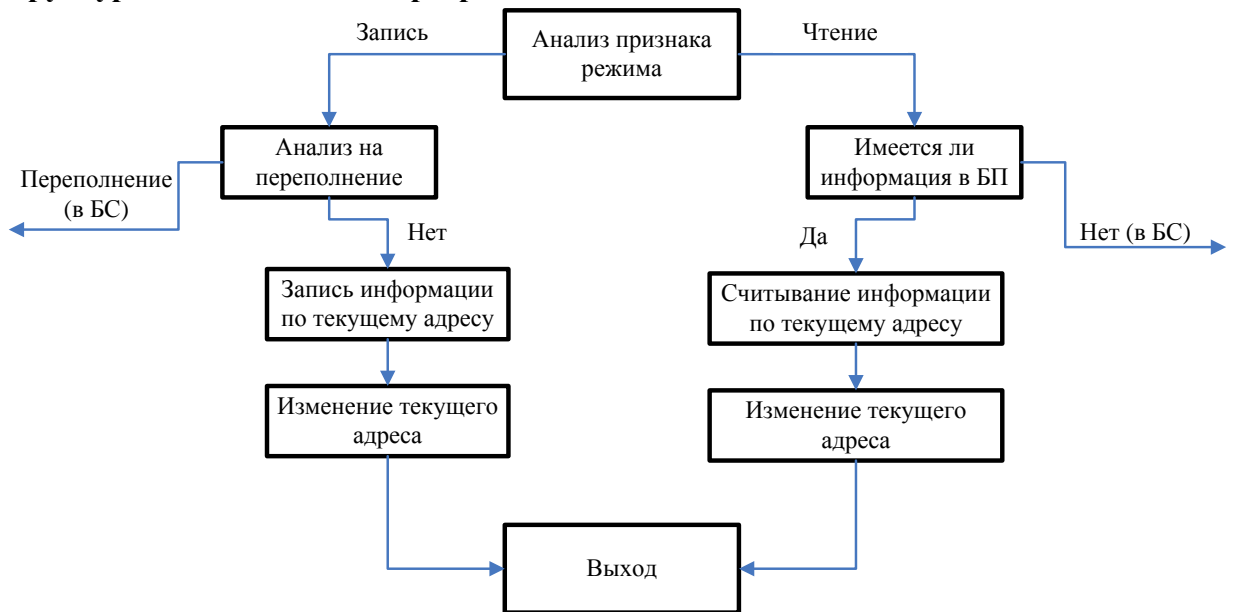 Запись
Анализ признака
режима
Чтение
Анализ на
переполнение
Имеется ли
информация в БП
Переполнение
(в БС)
Нет
Да
Нет (в БС)
Запись информации
по текущему адресу
Считывание информации
по текущему адресу
Изменение текущего
адреса
Изменение текущего
адреса
Выход